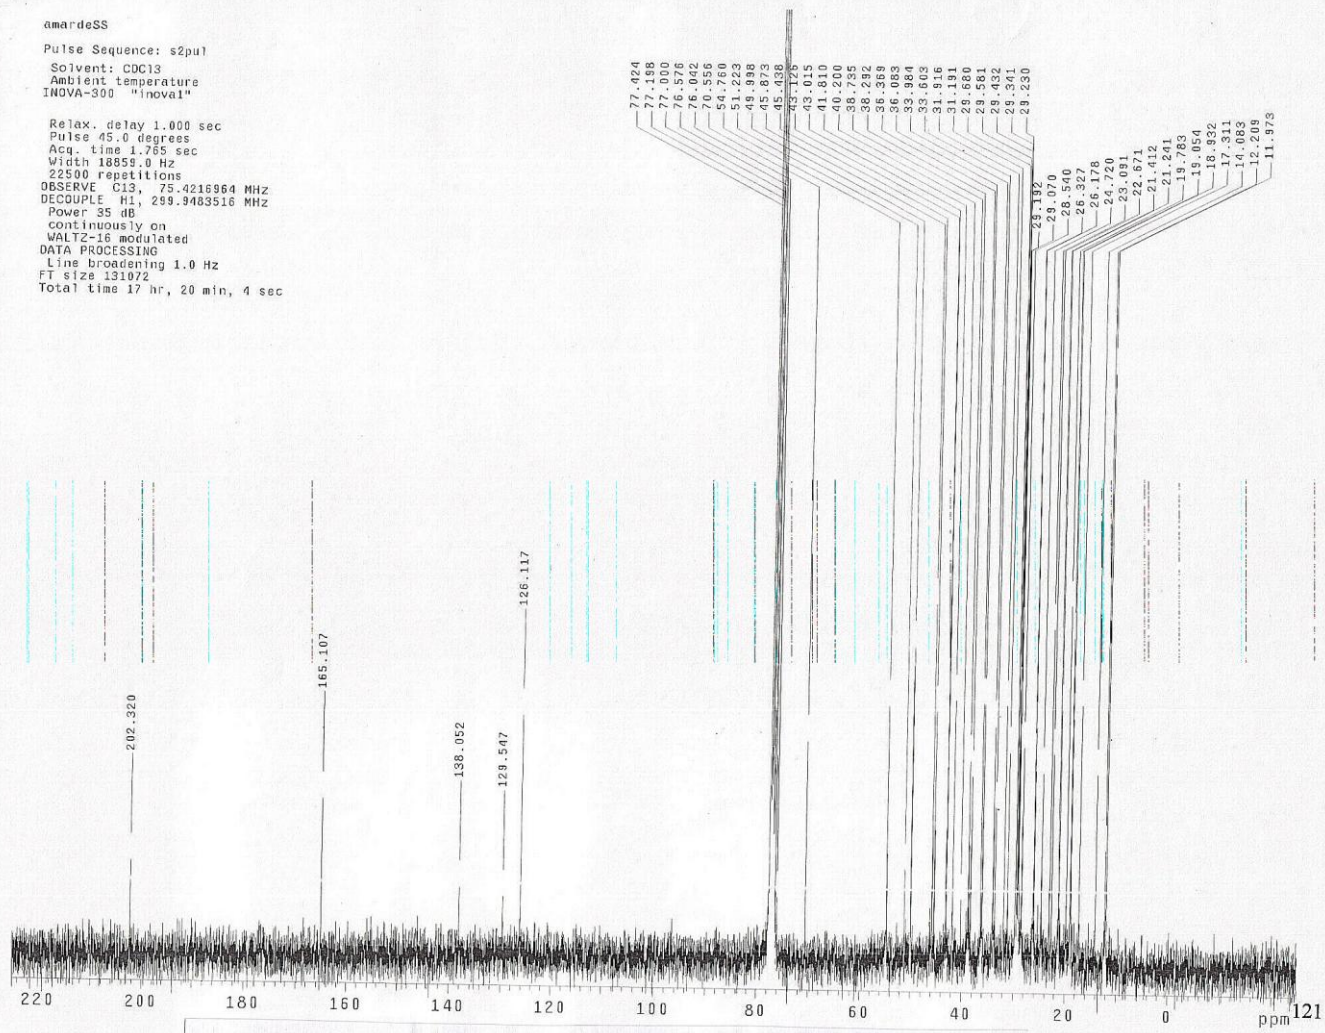 amardeSS
Pulse Sequence: s2pul
Solvent: CDCl3
Ambient temperature
INOVA-300 "inova1"
Relax. delay 1.000 sec
Pulse 45.0 degrees
Acq. time 1.765 sec
Width 18859.0 Hz
22500 repetitions
OBSERVE C13, 75.4216964 MHz
DECOUPLE H1, 299.9483516 MHz
Power 35 dB
continuously on
WALTZ-16 modulated
DATA PROCESSING
Line broadening 1.0 Hz
FT size 131072
Total time 17 hr, 20 min, 4 sec
77.424
77.198
77.000
76.576
76.042
70.556
54.760
51.223
49.998
45.873
45.438
43.126
43.015
41.810
40.200
38.735
38.292
36.369
36.083
33.984
33.603
31.916
31.191
29.680
29.581
29.432
29.341
29.230
29.192
29.070
28.540
26.327
26.178
24.720
23.091
22.671
21.412
21.241
19.783
19.054
18.932
17.311
14.083
12.209
11.973
202.320
165.107
138.052
129.547
126.117
220 200 180 160 140 120 100 80 60 40 20 0 ppm 121